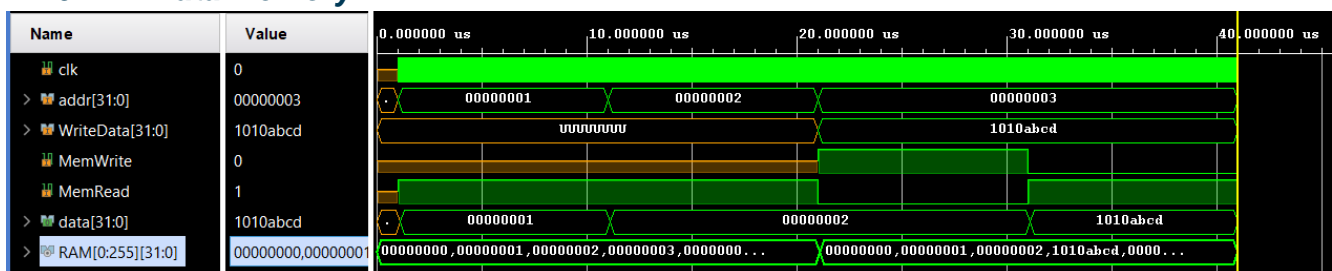 Data Memory
Name Value 0.000000 us 10.000000 us 20.000000 us 30.000000 us 40.000000 us
clk 0
addr[31:0] 00000003 . 00000001 00000002 00000003
WriteData[31:0] 1010abcd UUUUUUUU 1010abcd
MemWrite 0
MemRead 1
data[31:0] 1010abcd . 00000001 00000002 1010abcd
RAM[0:255][31:0] 00000000,00000001 00000000,00000001,00000002,00000003,0000000... 00000000,00000001,00000002,1010abcd,0000...